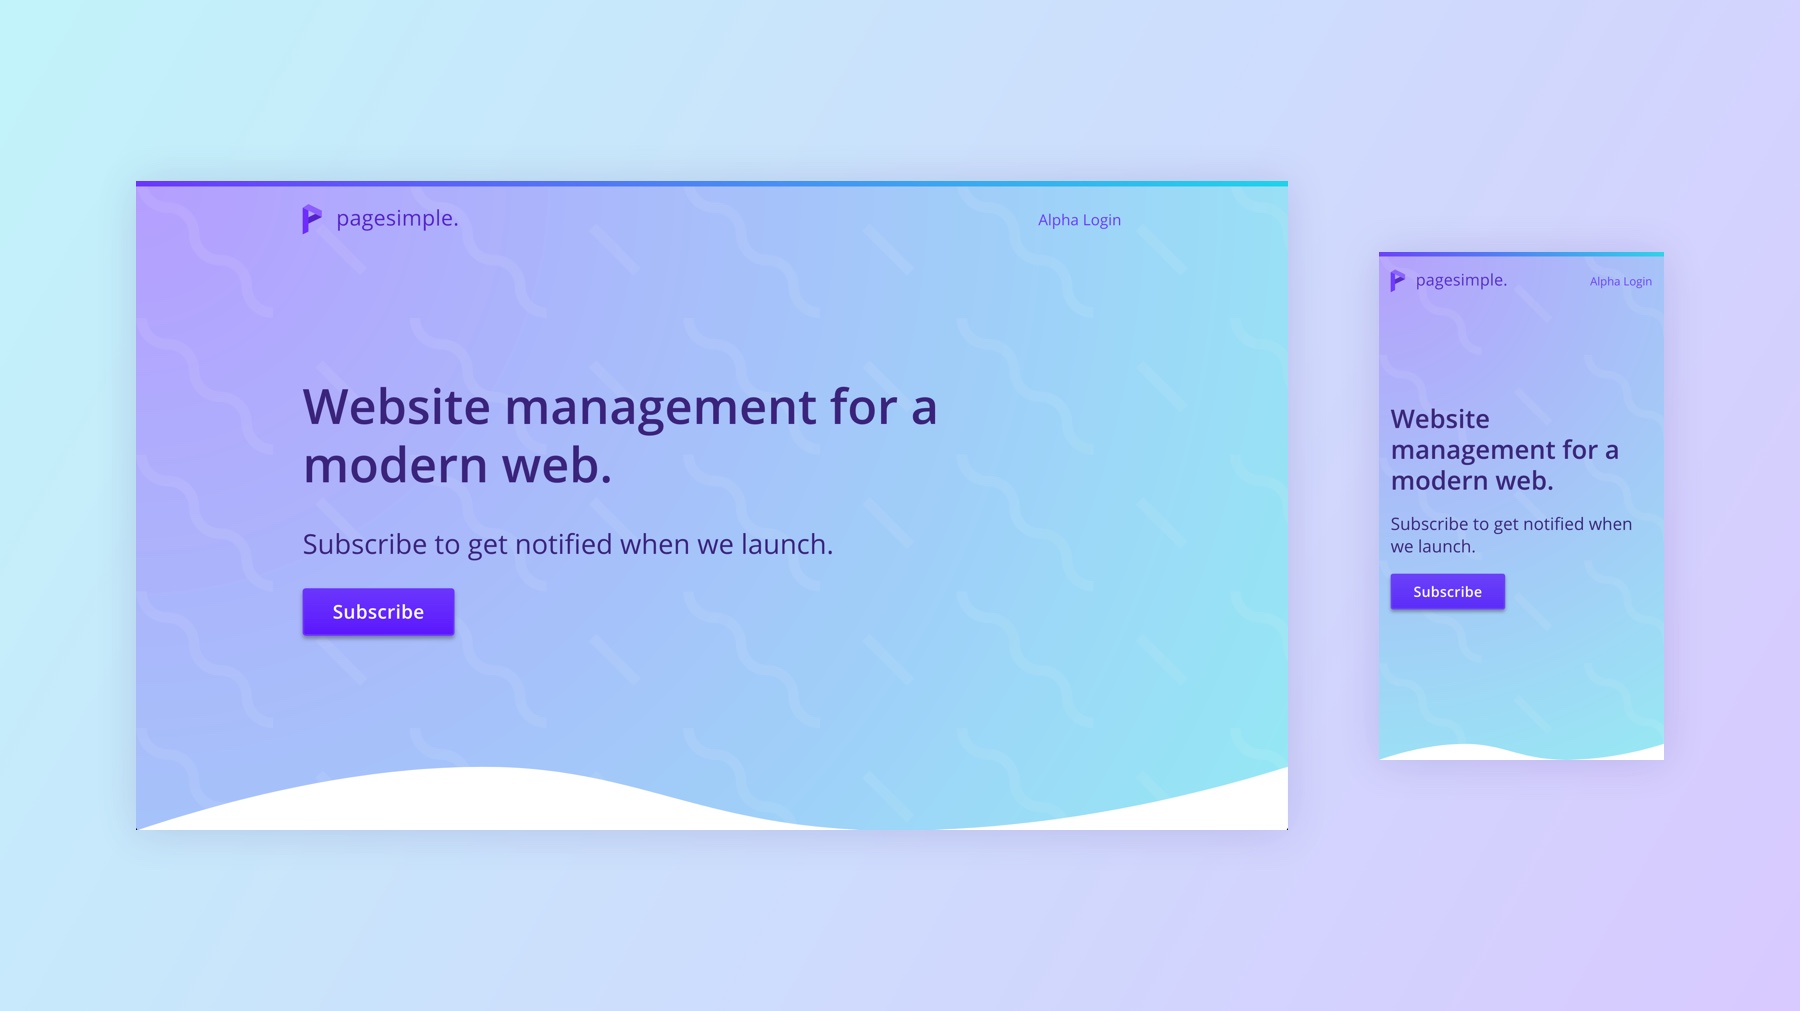 pagesimple.
Alpha Login
Website management for a
modern web.
Subscribe to get notified when we launch.
Subscribe
pagesimple.
Alpha Login
Website
management for a
modern web.
Subscribe to get notified when
we launch.
Subscribe